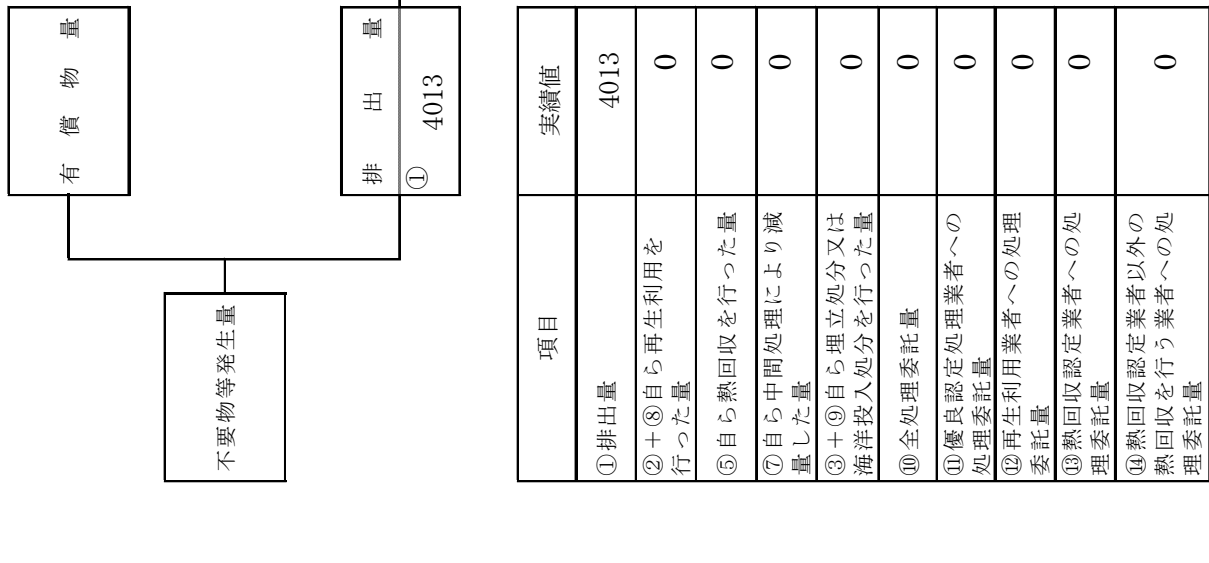 不要物等発生量
有償物量
排出量
①
4013
項目
実績値
①排出量
4013
②＋⑧自ら再生利用を
行った量
0
⑤自ら熱回収を行った量
0
⑦自ら中間処理により減
量した量
0
③＋⑨自ら埋立処分又は
海洋投入処分を行った量
0
⑩全処理委託量
0
⑪優良認定処理業者への
処理委託量
0
⑫再生利用業者への処理
委託量
0
⑬熱回収認定業者への処
理委託量
0
⑭熱回収認定業者以外の
熱回収を行う業者への処
理委託量
0